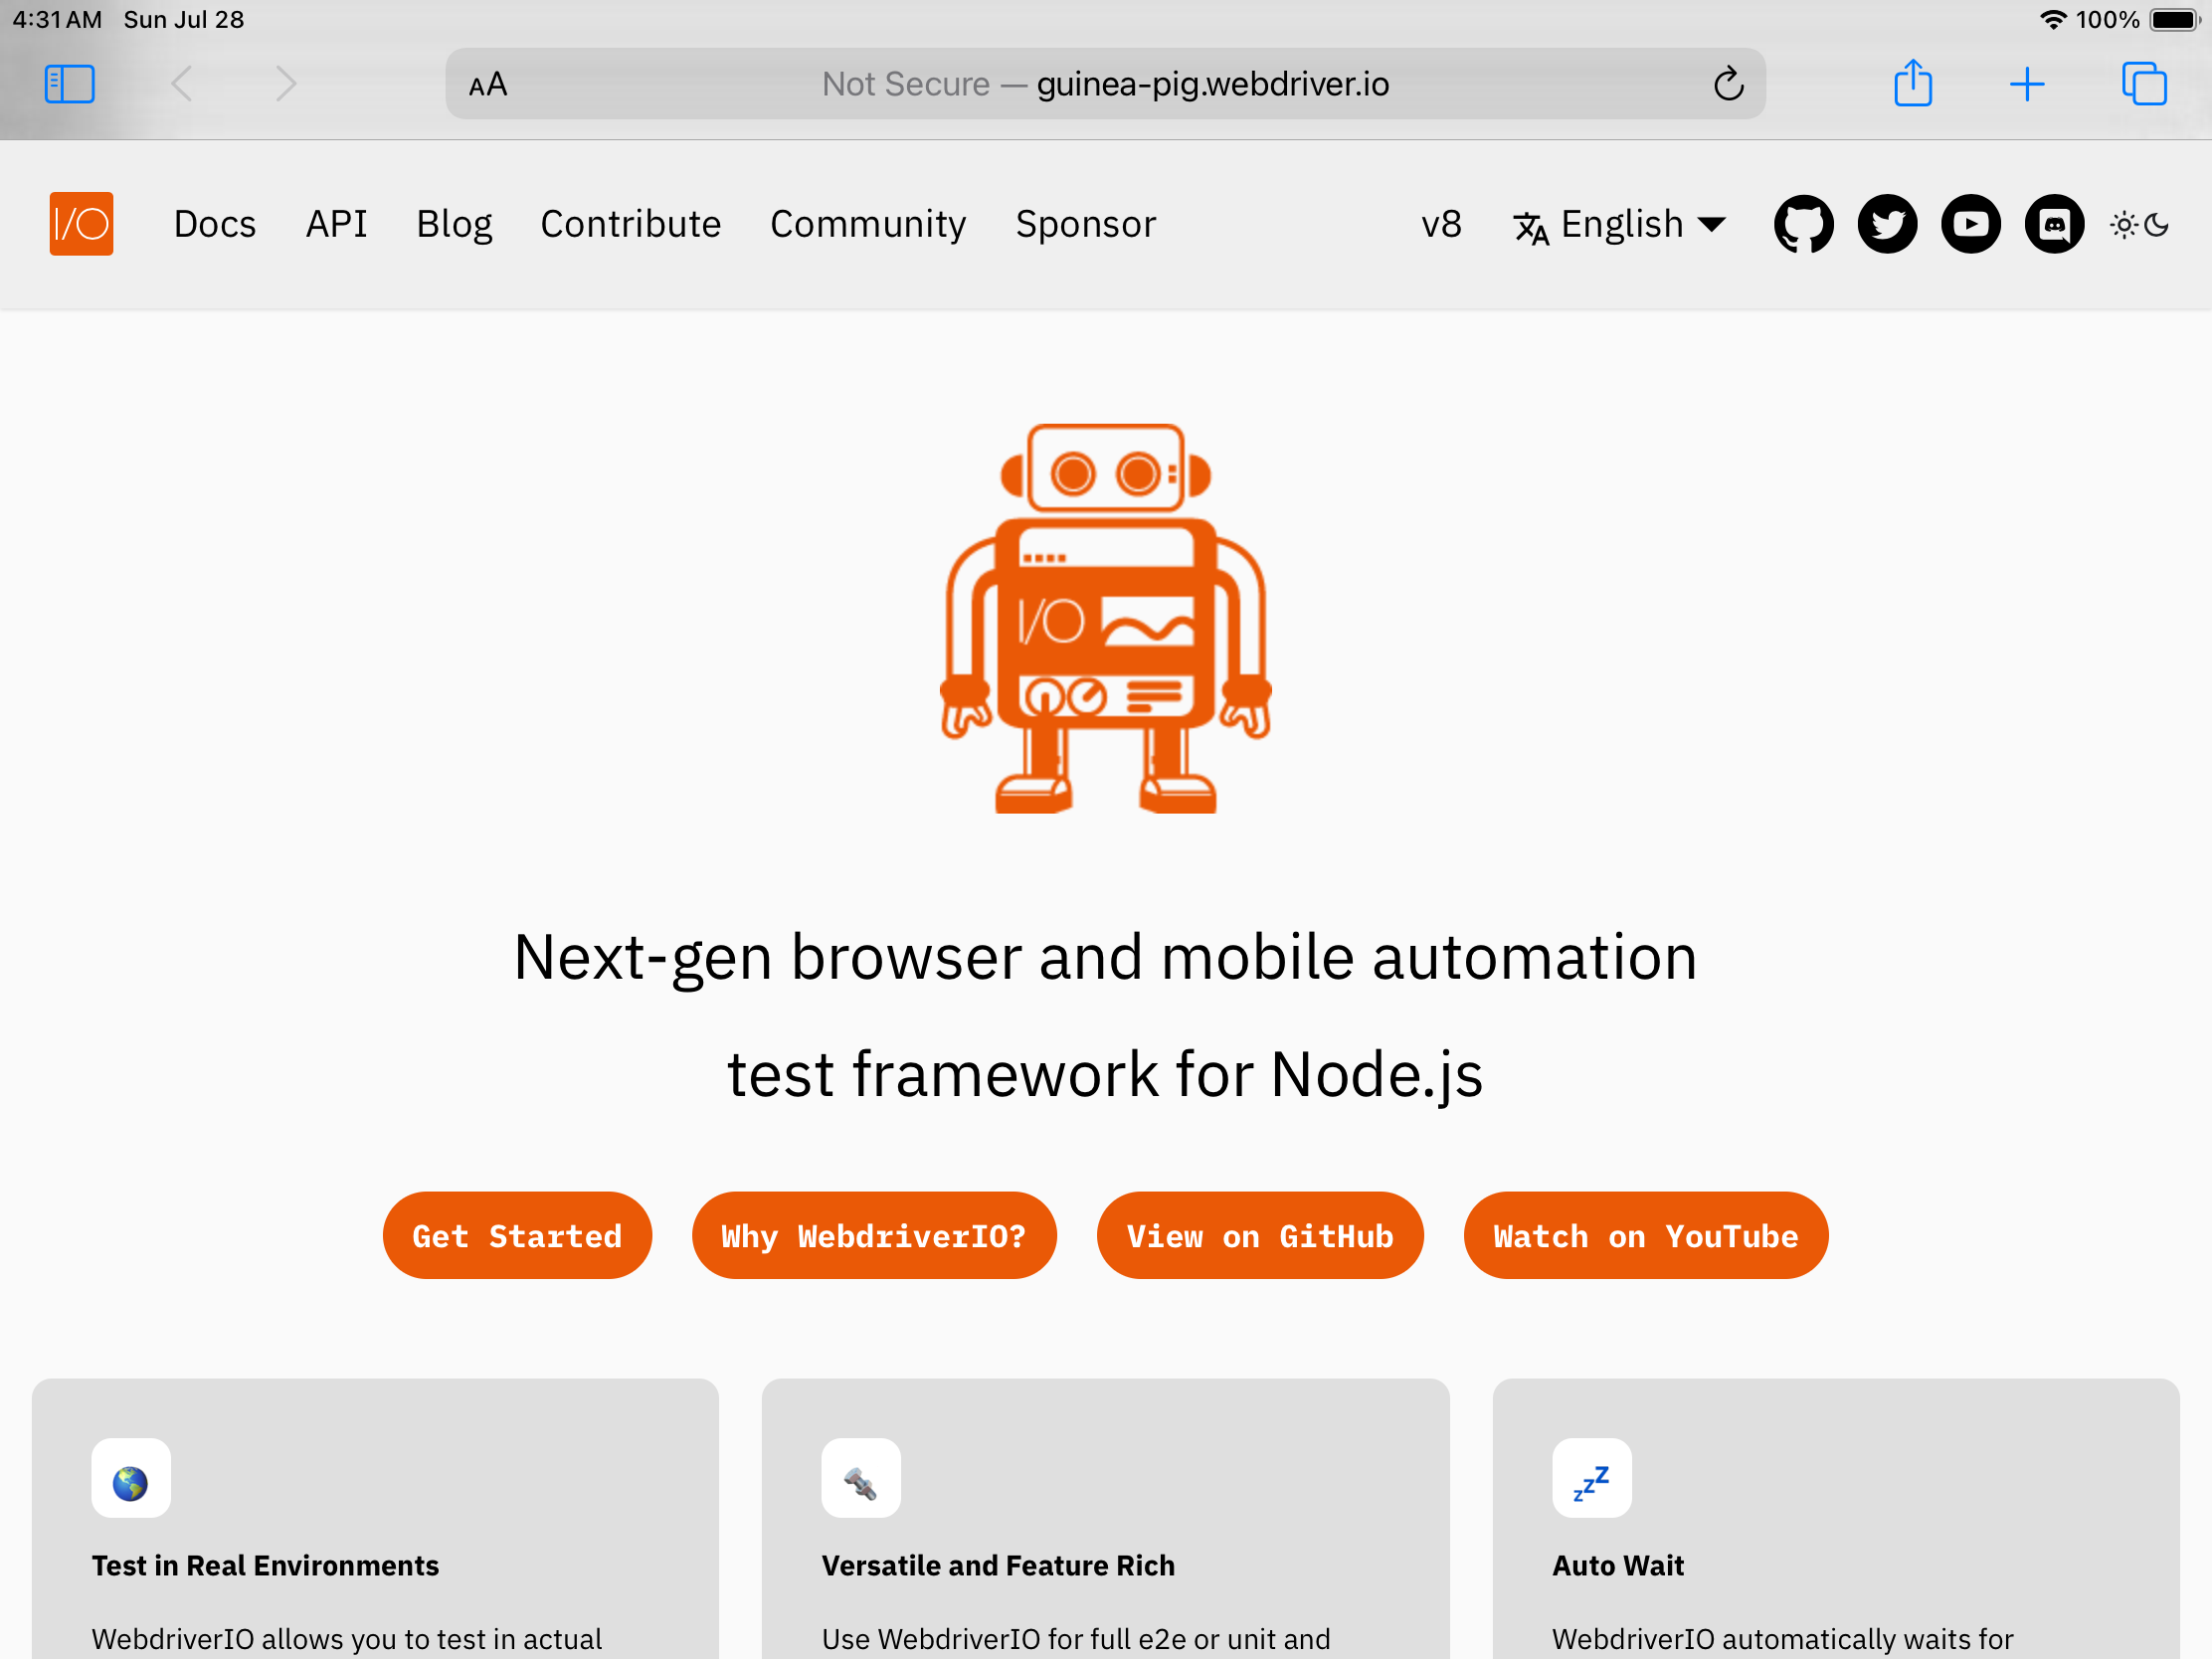 4:31 AM Sun Jul 28 100%
AA Not Secure — guinea-pig.webdriver.io
I/O Docs API Blog Contribute Community Sponsor v8 English
I/O
Next-gen browser and mobile automation
test framework for Node.js
Get Started Why WebdriverIO? View on GitHub Watch on YouTube
zzZ
Test in Real Environments Versatile and Feature Rich Auto Wait
WebdriverIO allows you to test in actual Use WebdriverIO for full e2e or unit and WebdriverIO automatically waits for